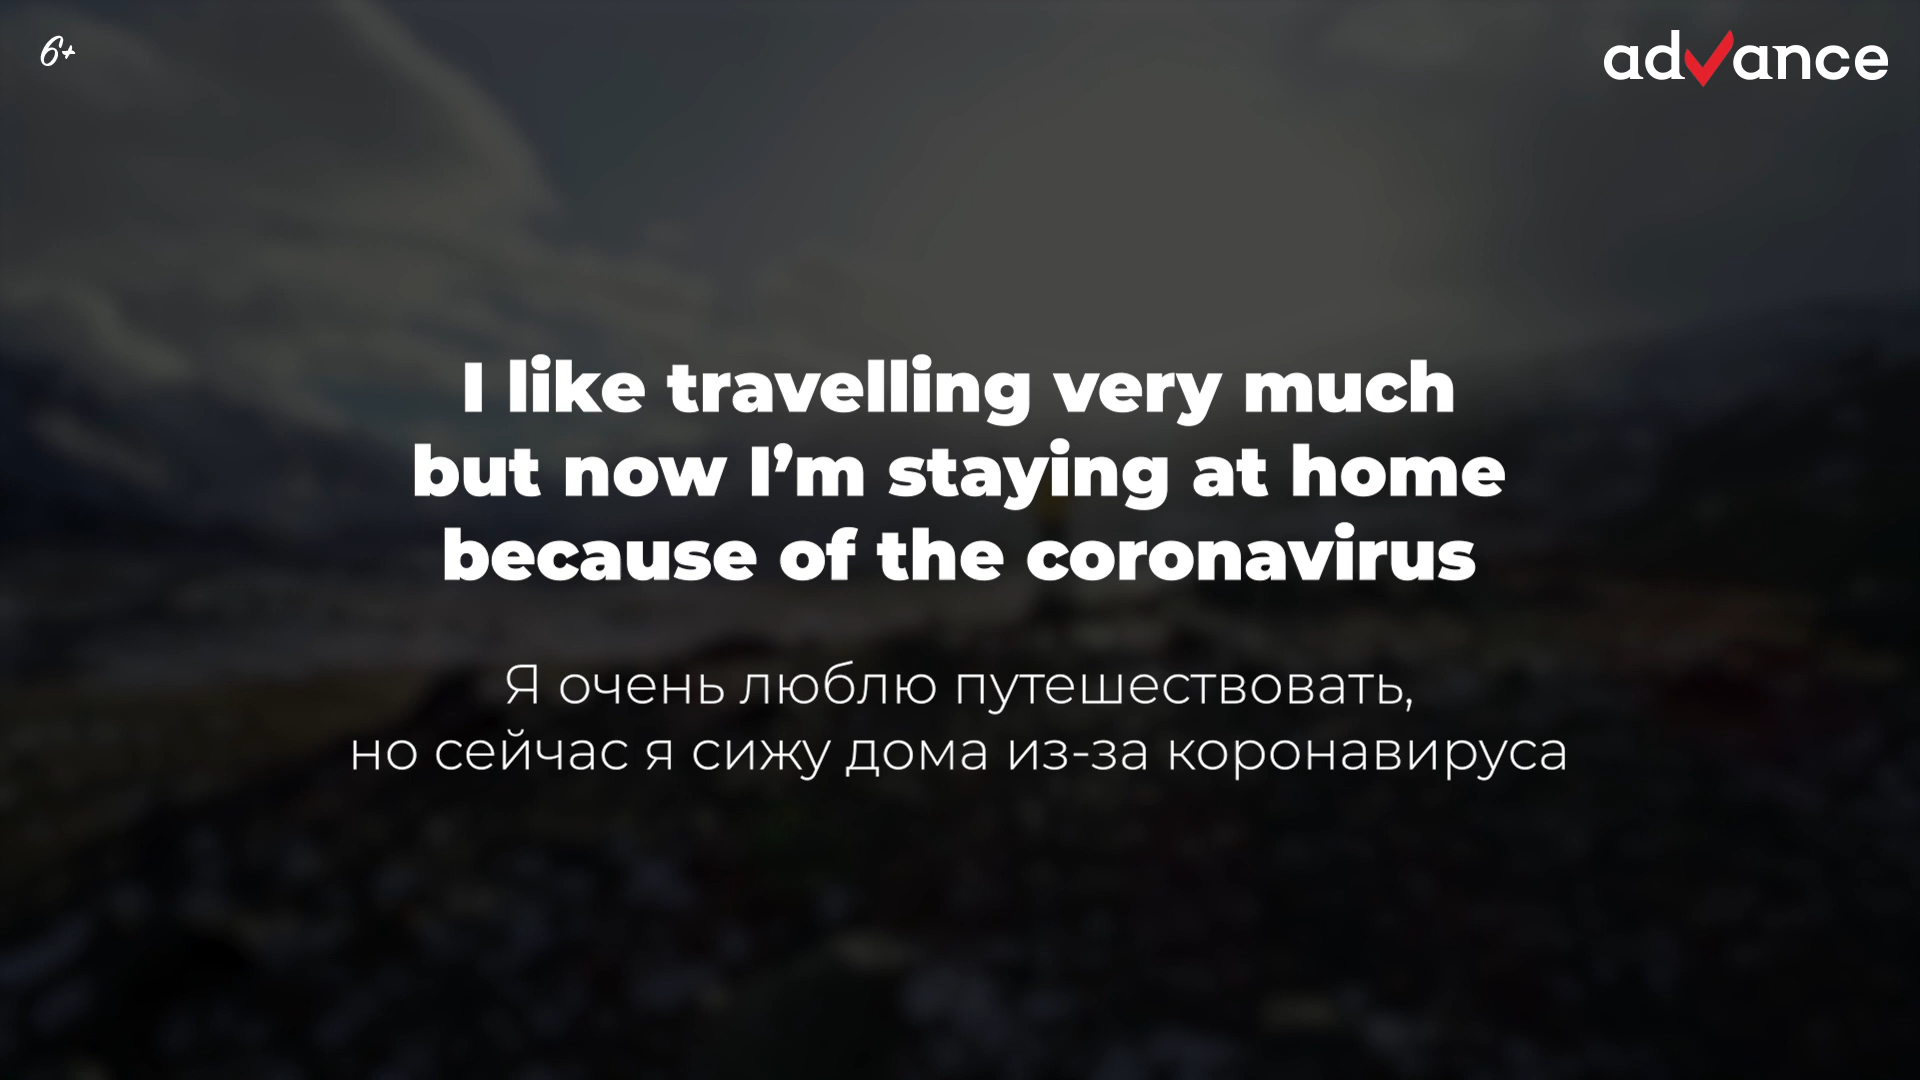 6+
advance
I like travelling very much
but now I’m staying at home
because of the coronavirus
Я очень люблю путешествовать,
но сейчас я сижу дома из-за коронавируса